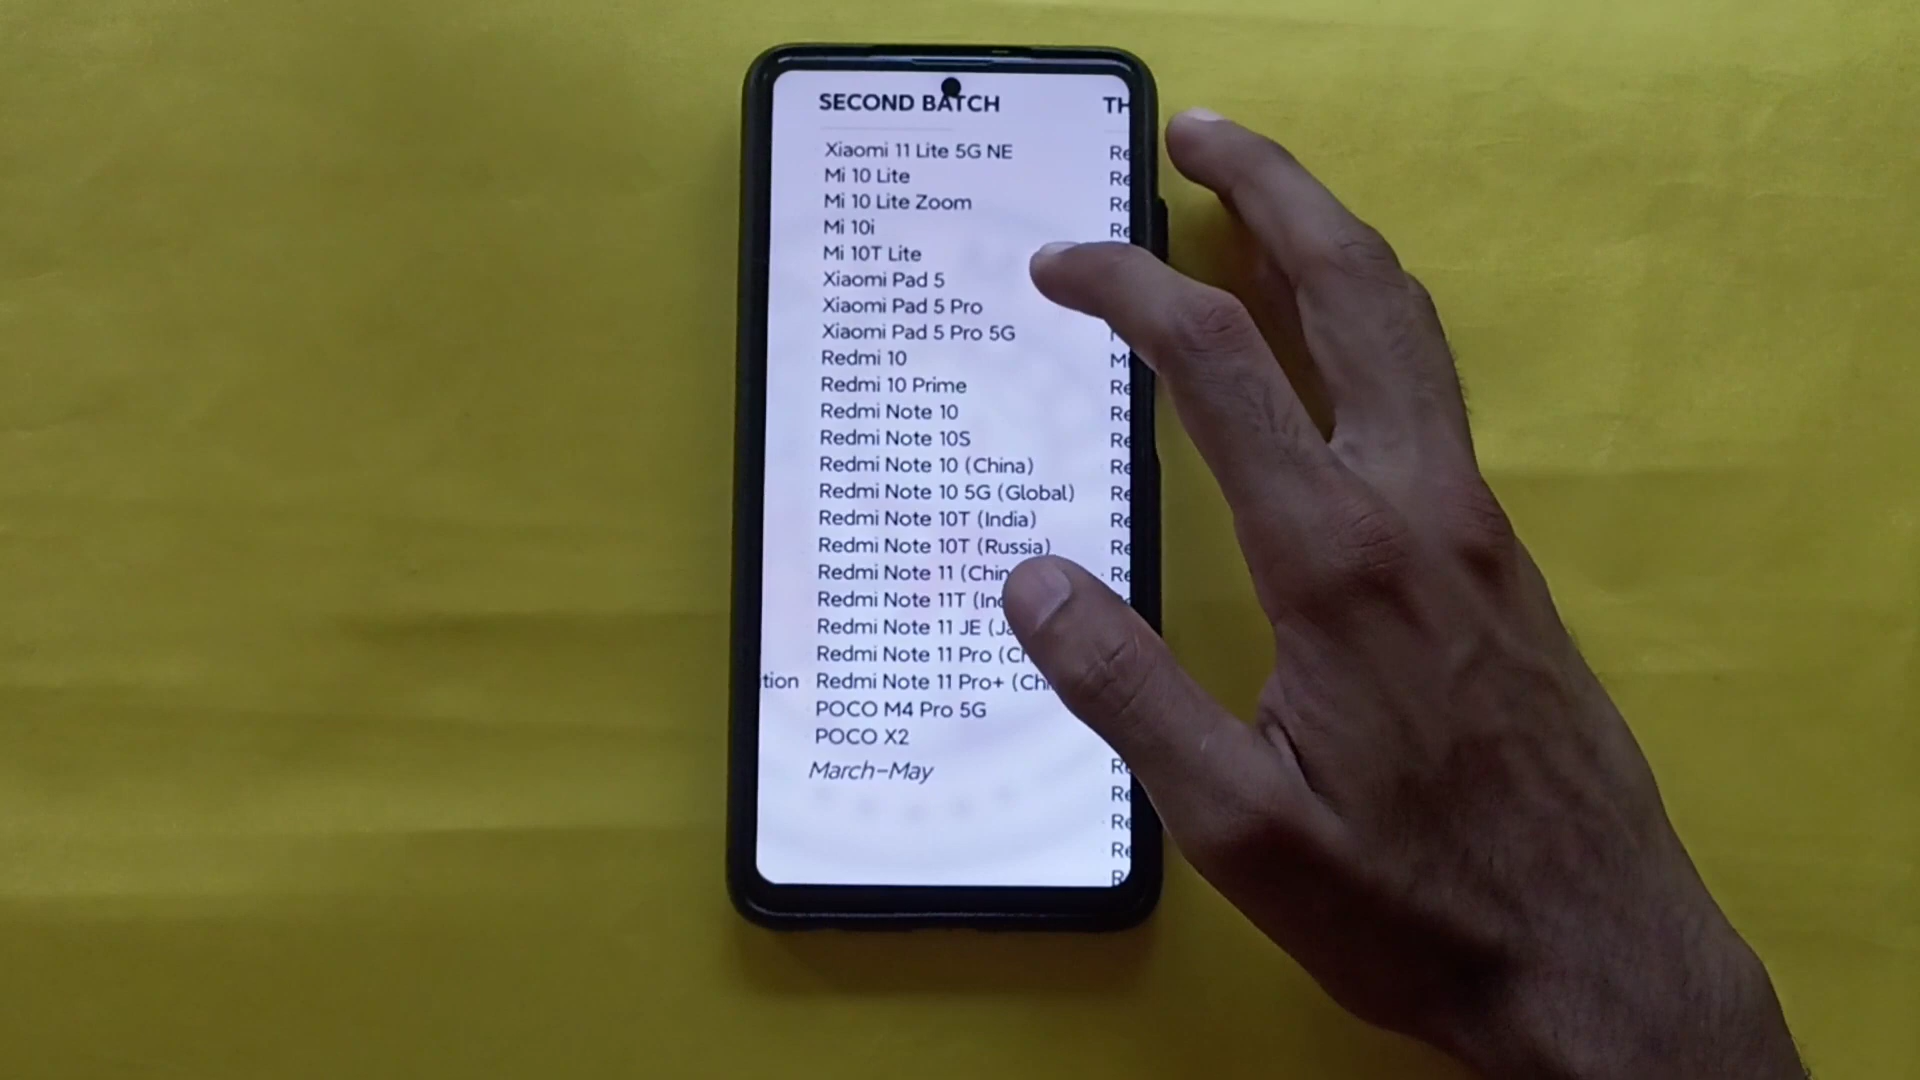 SECOND BATCH
Xiaomi 11 Lite 5G NE
Mi 10 Lite
Mi 10 Lite Zoom
Mi 10i
Mi 10T Lite
Xiaomi Pad 5
Xiaomi Pad 5 Pro
Xiaomi Pad 5 Pro 5G
Redmi 10
Redmi 10 Prime
Redmi Note 10
Redmi Note 10S
Redmi Note 10 (China)
Redmi Note 10 5G (Global)
Redmi Note 10T (India)
Redmi Note 10T (Russia)
Redmi Note 11
Redmi Note 11T
Redmi Note 11 JE
Redmi Note 11 Pro
Redmi Note 11 Pro+
POCO M4 Pro 5G
POCO X2
March–May